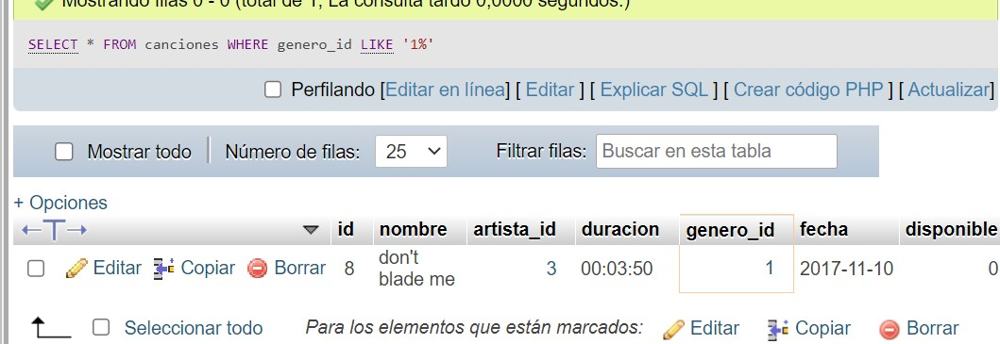 Mostrando filas 0 - 0 (total de 1, La consulta tardó 0,0000 segundos.)
SELECT * FROM canciones WHERE genero_id LIKE '1%'
Perfilando [Editar en línea] [ Editar ] [ Explicar SQL ] [ Crear código PHP ] [ Actualizar]
Mostrar todo Número de filas: 25 Filtrar filas: Buscar en esta tabla
+ Opciones
←T→ id nombre artista_id duracion genero_id fecha disponible
Editar Copiar Borrar 8 don't blade me 3 00:03:50 1 2017-11-10 0
Seleccionar todo Para los elementos que están marcados: Editar Copiar Borrar